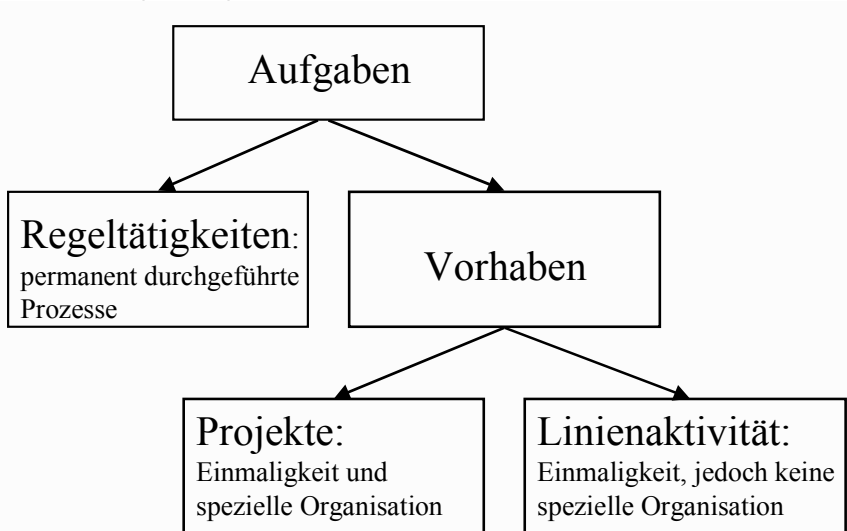 Aufgaben
Regeltätigkeiten:
permanent durchgeführte
Prozesse
Vorhaben
Projekte:
Einmaligkeit und
spezielle Organisation
Linienaktivität:
Einmaligkeit, jedoch keine
spezielle Organisation